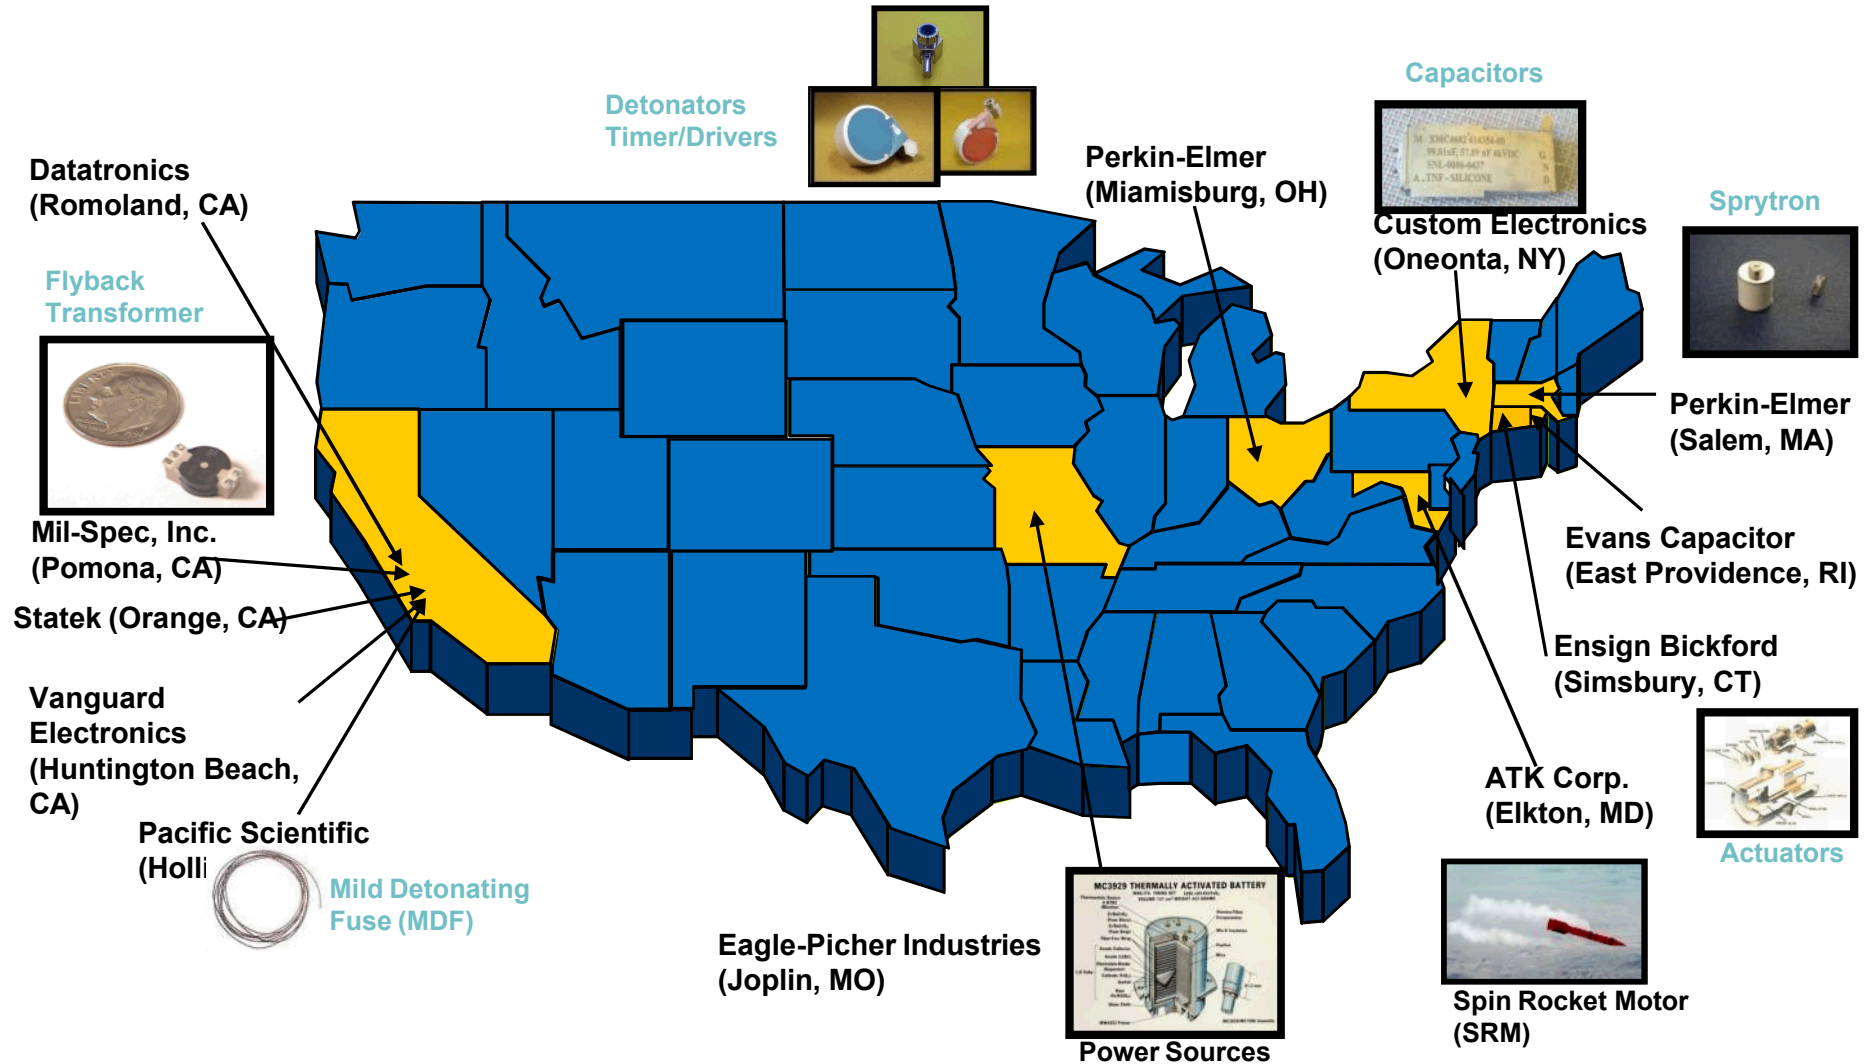 Detonators
Timer/Drivers
Capacitors
Datatronics
(Romoland, CA)
Perkin-Elmer
(Miamisburg, OH)
Custom Electronics
(Oneonta, NY)
Sprytron
Flyback
Transformer
Perkin-Elmer
(Salem, MA)
Mil-Spec, Inc.
(Pomona, CA)
Evans Capacitor
(East Providence, RI)
Statek (Orange, CA)
Ensign Bickford
(Simsbury, CT)
Vanguard
Electronics
(Huntington Beach,
CA)
ATK Corp.
(Elkton, MD)
Actuators
Pacific Scientific
(Holli
Mild Detonating
Fuse (MDF)
MC3929 THERMALLY ACTIVATED BATTERY
Eagle-Picher Industries
(Joplin, MO)
Spin Rocket Motor
(SRM)
Power Sources